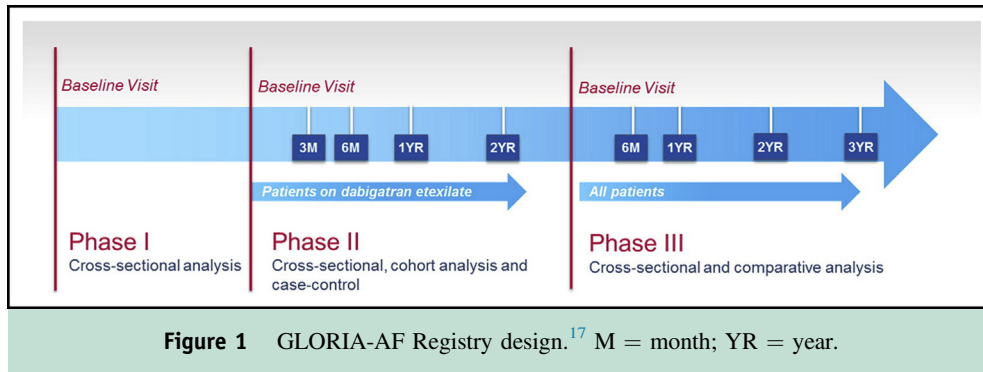 Baseline Visit
Baseline Visit
Baseline Visit
3M
6M
1YR
2YR
6M
1YR
2YR
3YR
Patients on dabigatran etexilate
All patients
Phase I
Cross-sectional analysis
Phase II
Cross-sectional, cohort analysis and
case-control
Phase III
Cross-sectional and comparative analysis
Figure 1 GLORIA-AF Registry design.17 M = month; YR = year.